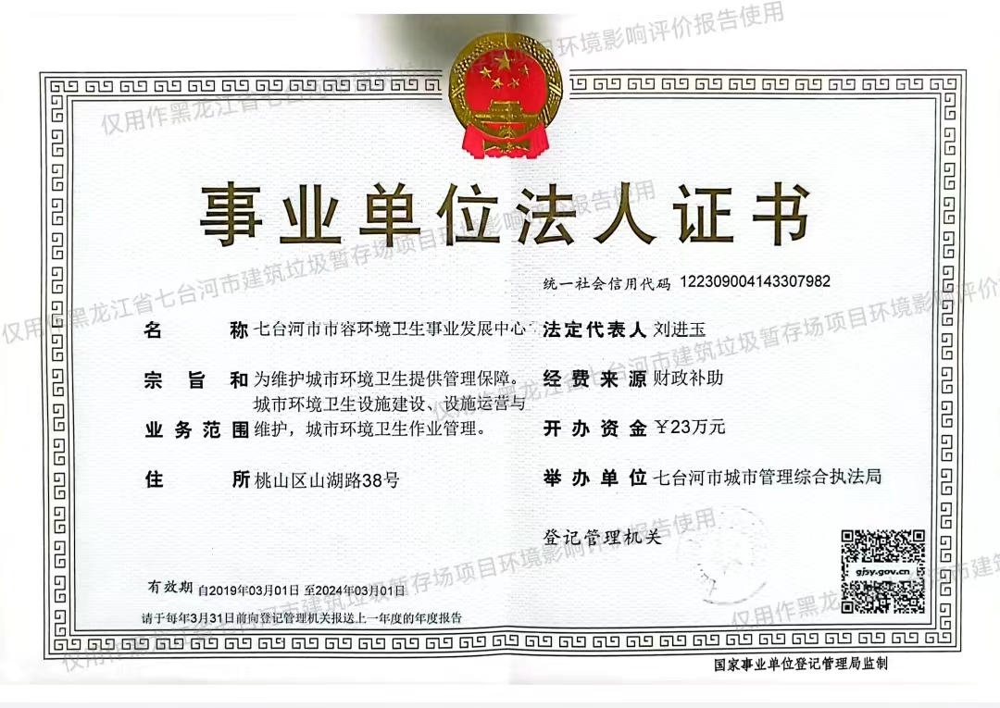 事业单位法人证书
统一社会信用代码 122309004143307982
名称 七台河市市容环境卫生事业发展中心
法定代表人 刘进玉
宗旨和业务范围
为维护城市环境卫生提供管理保障。
城市环境卫生设施建设、设施运营与
维护，城市环境卫生作业管理。
经费来源 财政补助
开办资金 ￥23万元
住所 桃山区山湖路38号
举办单位 七台河市城市管理综合执法局
登记管理机关
gjsy.gov.cn
有效期 自2019年03月01日 至2024年03月01日
请于每年3月31日前向登记管理机关报送上一年度的年度报告
国家事业单位登记管理局监制
仅用作黑龙江省七台河市建筑垃圾暂存场项目环境影响评价报告使用